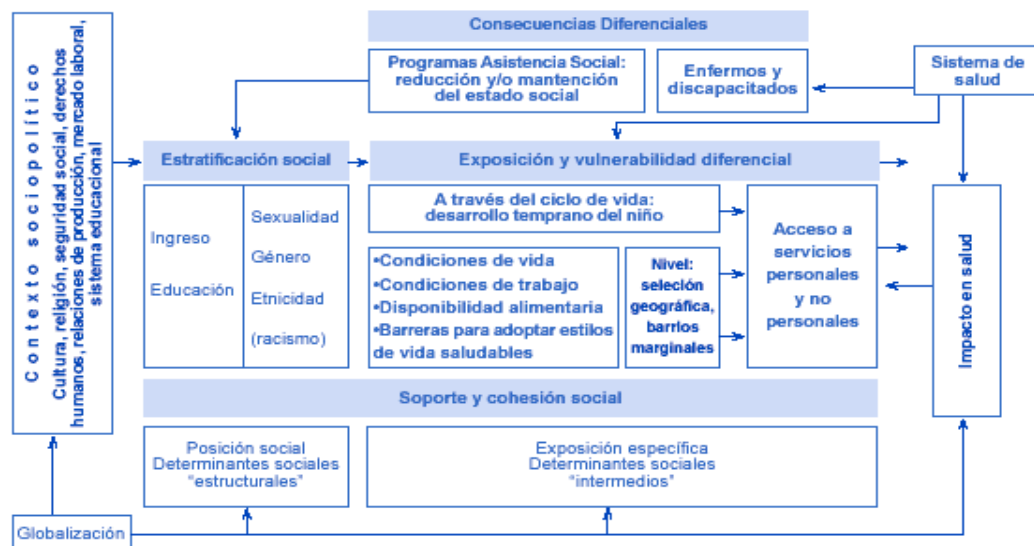 Contexto sociopolítico
Cultura, religión, seguridad social, derechos
humanos, relaciones de producción, mercado laboral,
sistema educacional
Consecuencias Diferenciales
Programas Asistencia Social:
reducción y/o mantención
del estado social
Enfermos y
discapacitados
Sistema de
salud
Estratificación social
Exposición y vulnerabilidad diferencial
Ingreso
Educación
Sexualidad
Género
Etnicidad
(racismo)
A través del ciclo de vida:
desarrollo temprano del niño
•Condiciones de vida
•Condiciones de trabajo
•Disponibilidad alimentaria
•Barreras para adoptar estilos
de vida saludables
Nivel:
seleción
geográfica,
barrios
marginales
Acceso a
servicios
personales
y no
personales
Impacto en salud
Soporte y cohesión social
Posición social
Determinantes sociales
"estructurales"
Exposición específica
Determinantes sociales
"intermedios"
Globalización